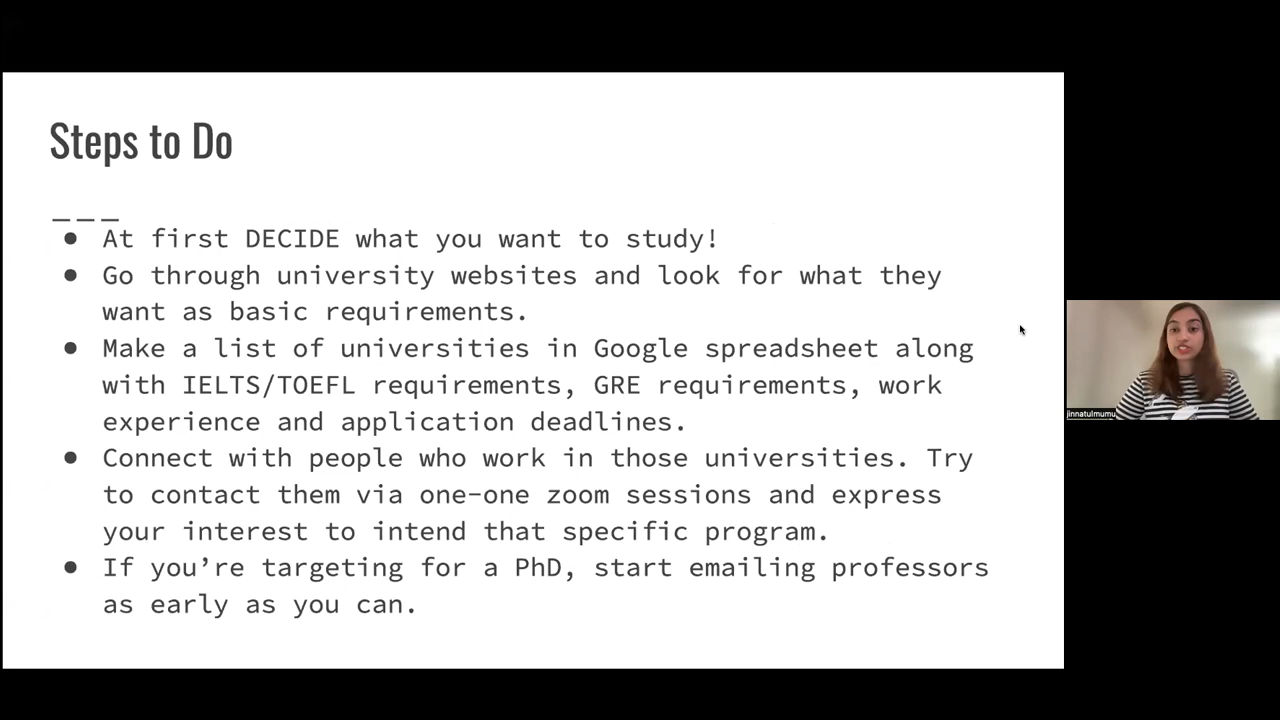 Steps to Do
● At first DECIDE what you want to study!
● Go through university websites and look for what they
want as basic requirements.
● Make a list of universities in Google spreadsheet along
with IELTS/TOEFL requirements, GRE requirements, work
experience and application deadlines.
● Connect with people who work in those universities. Try
to contact them via one-one zoom sessions and express
your interest to intend that specific program.
● If you’re targeting for a PhD, start emailing professors
as early as you can.
jinnatulmumu